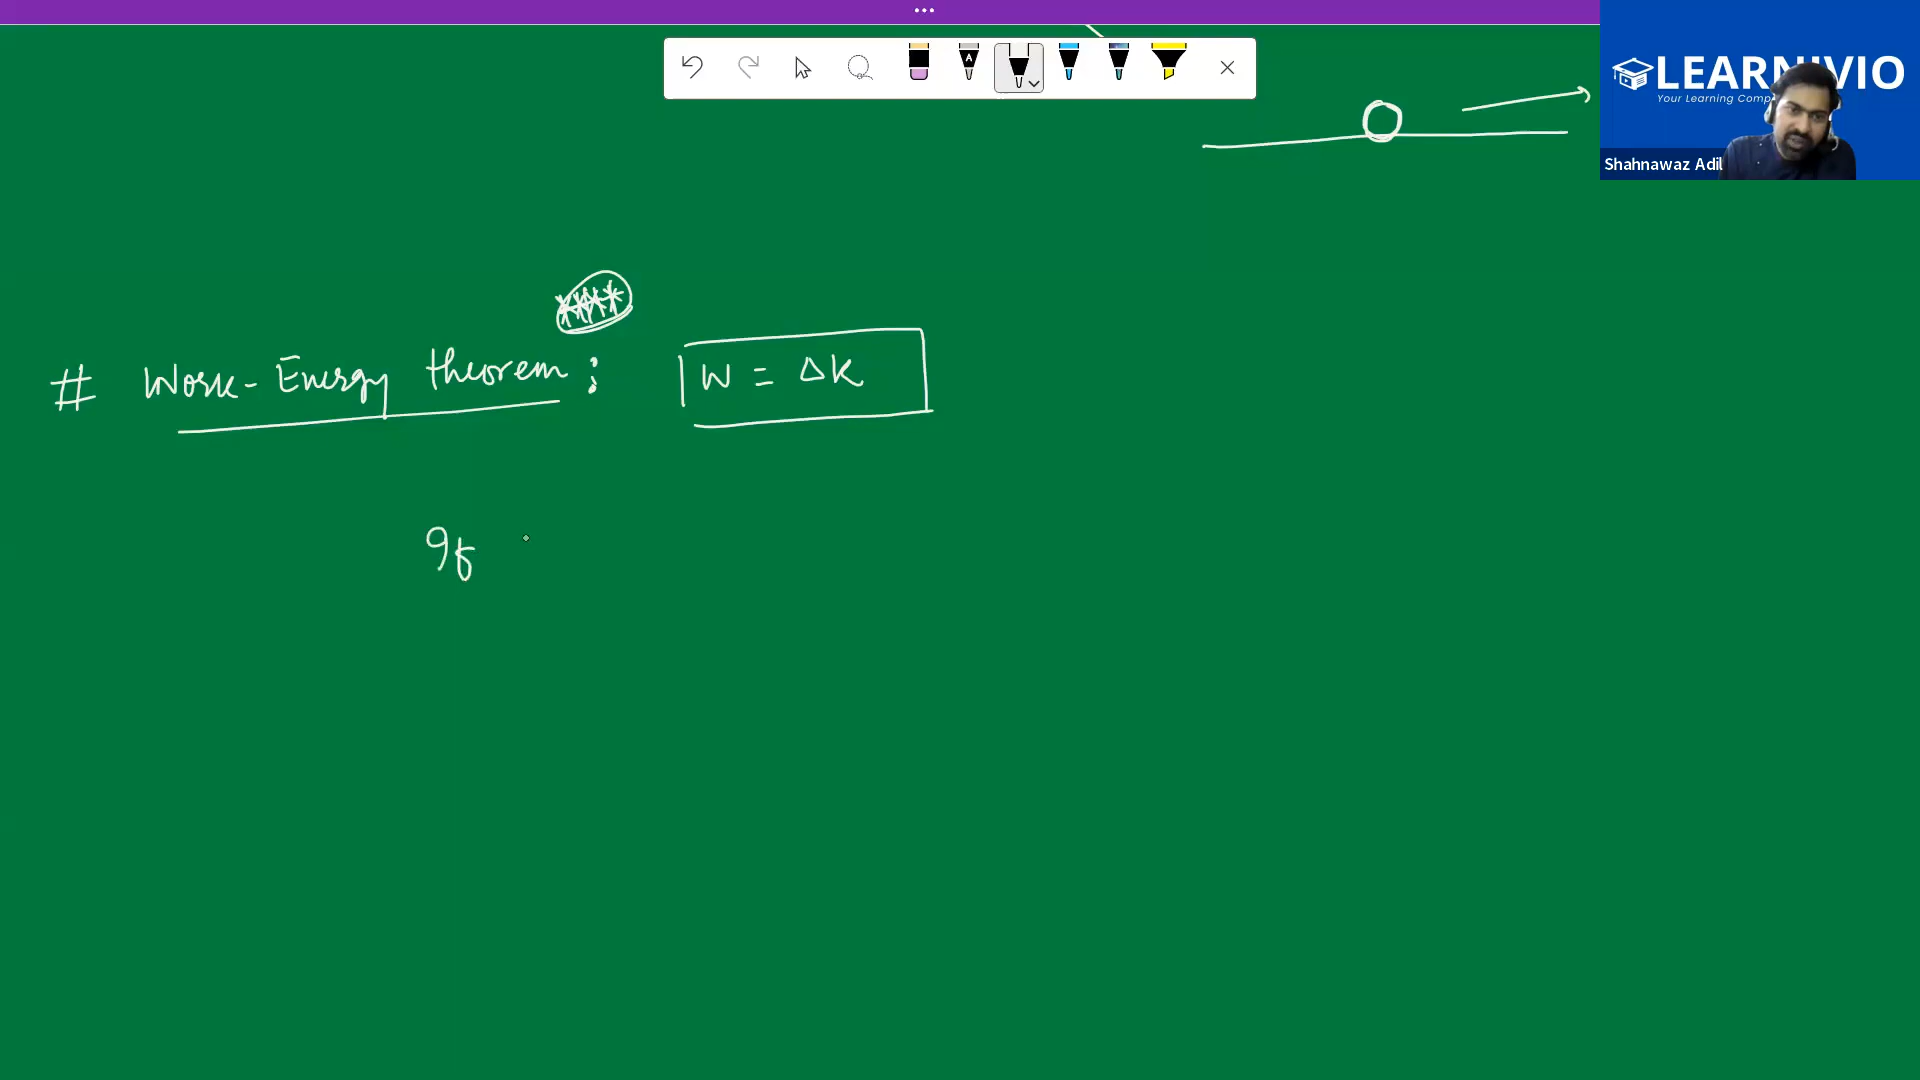 LEARNIVIO
Your Learning Comp
Shahnawaz Adil
****
# Work-Energy theorem : W = Δk
If